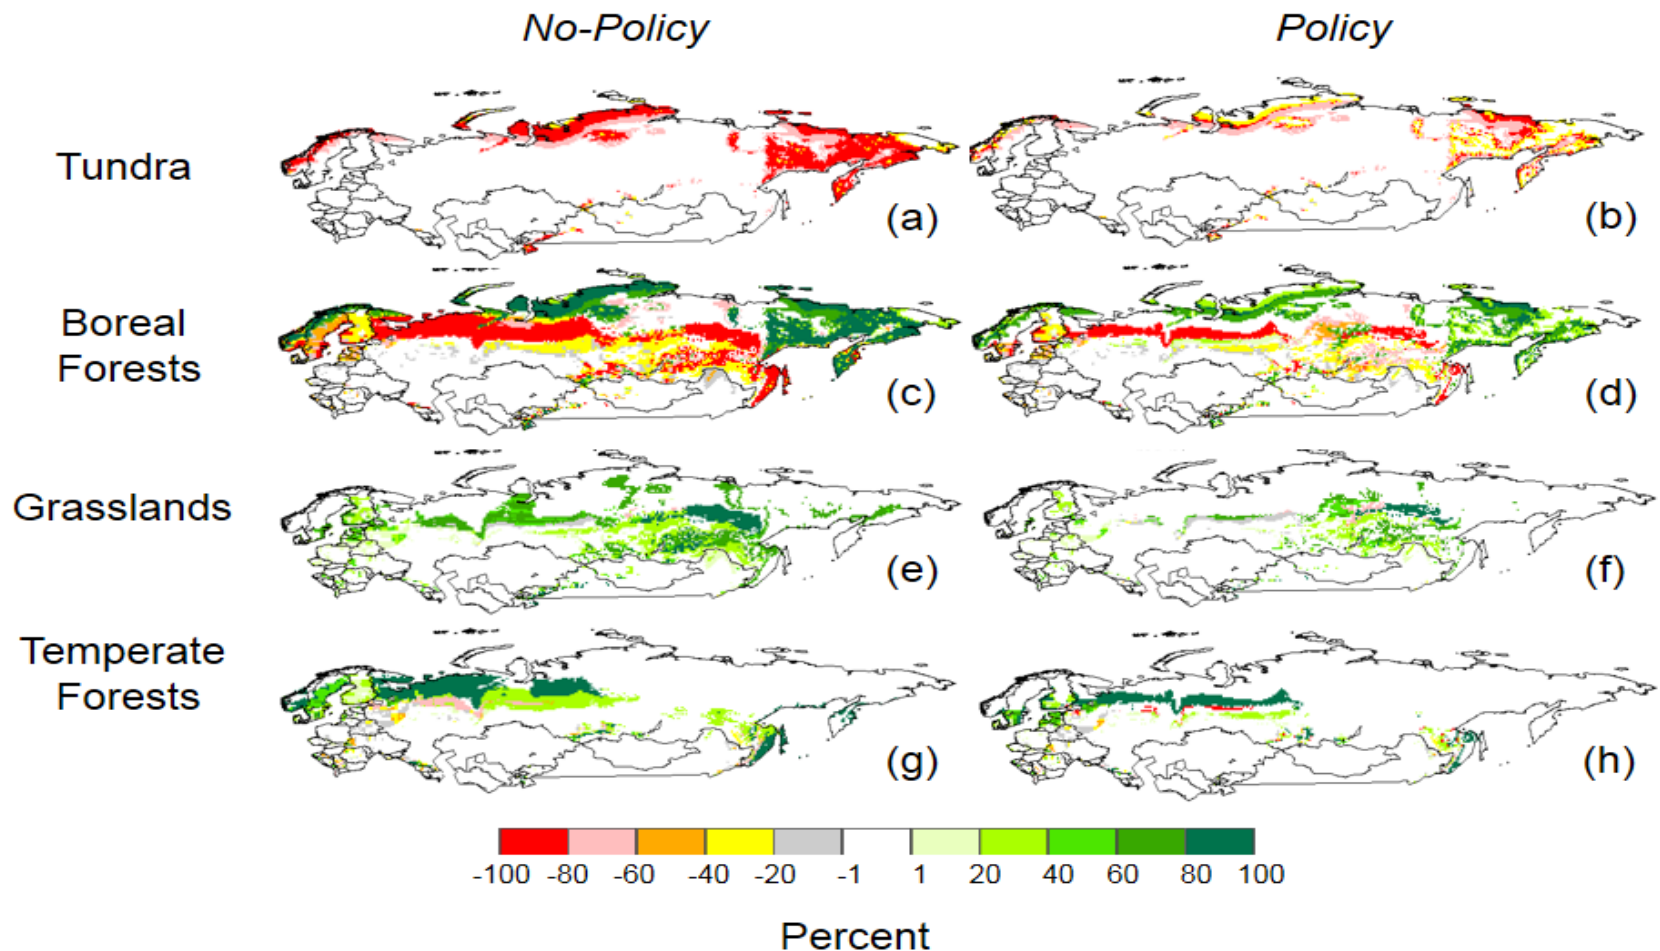 No-Policy Policy
Tundra
(a) (b)
Boreal
Forests
(c) (d)
Grasslands
(e) (f)
Temperate
Forests
(g) (h)
-100 -80 -60 -40 -20 -1 1 20 40 60 80 100
Percent